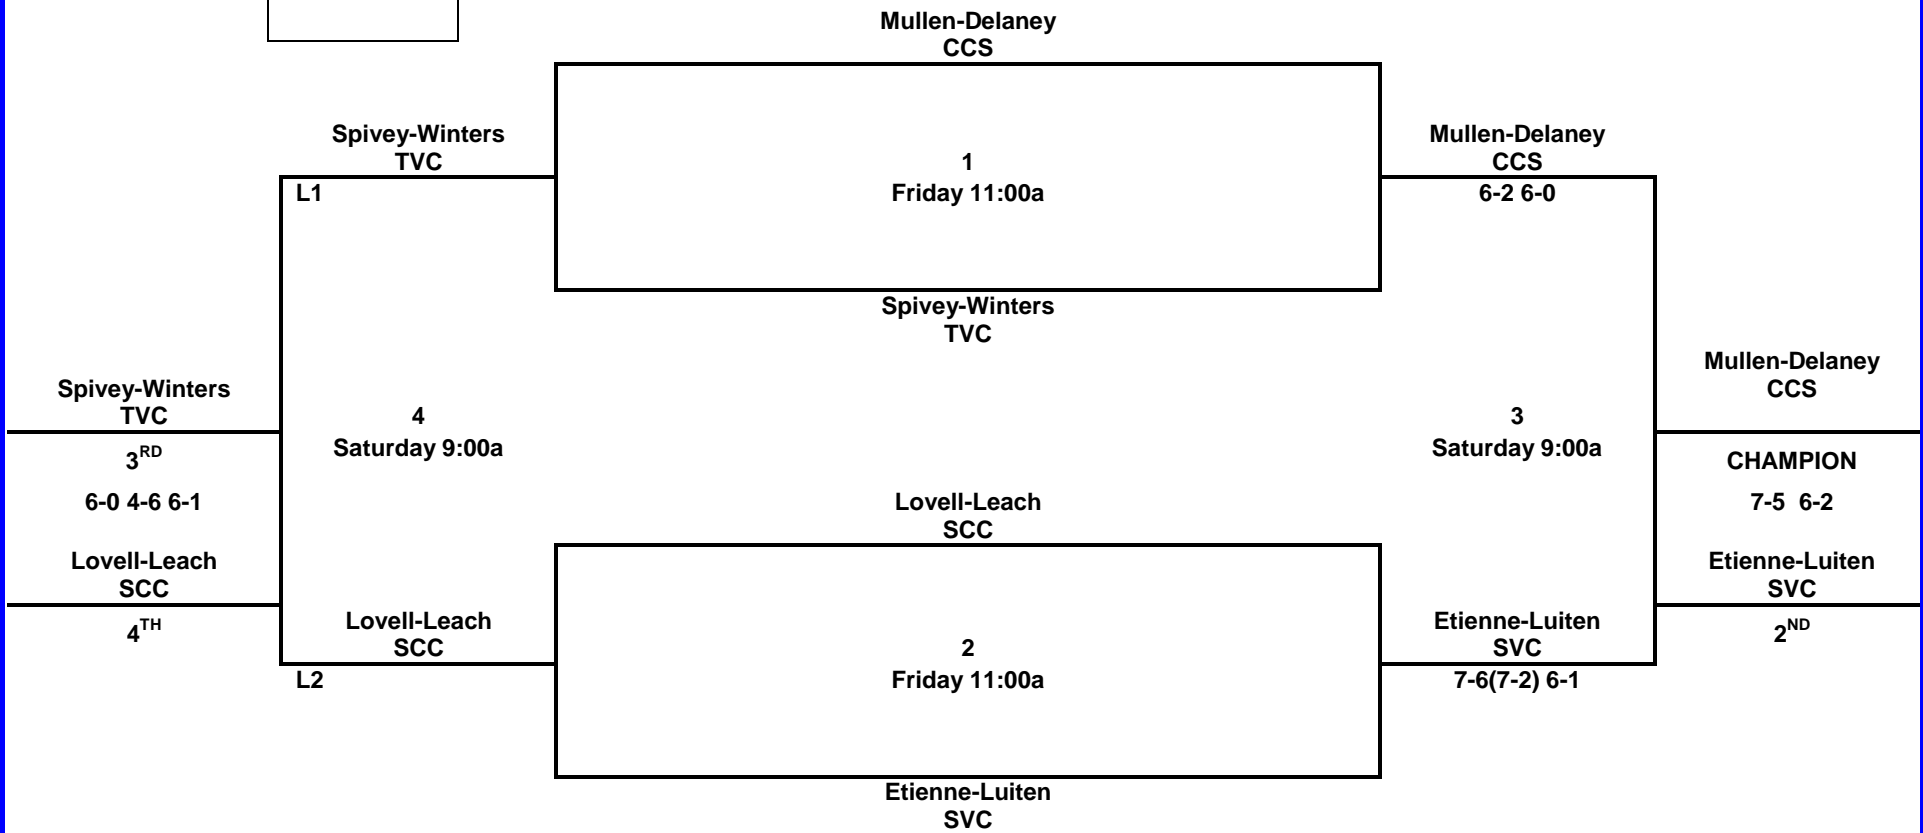 Mullen-Delaney
CCS
Spivey-Winters
TVC
L1
1
Friday 11:00a
Mullen-Delaney
CCS
6-2 6-0
Spivey-Winters
TVC
Spivey-Winters
TVC
3RD
6-0 4-6 6-1
4
Saturday 9:00a
3
Saturday 9:00a
Mullen-Delaney
CCS
CHAMPION
7-5  6-2
Lovell-Leach
SCC
Lovell-Leach
SCC
4TH
Lovell-Leach
SCC
L2
2
Friday 11:00a
Etienne-Luiten
SVC
7-6(7-2) 6-1
Etienne-Luiten
SVC
2ND
Etienne-Luiten
SVC